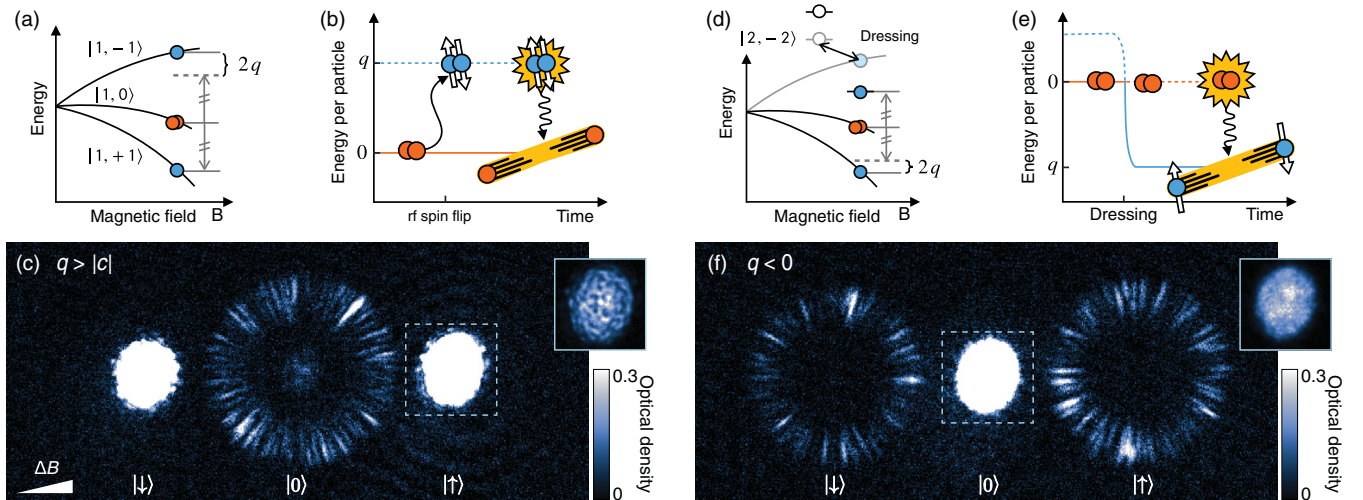 (a)
|1, −1⟩
2q
|1, 0⟩
|1, +1⟩
Energy
Magnetic field
B
(b)
Energy per particle
q
0
rf spin flip
Time
(d)
|2, −2⟩
Dressing
2q
Energy
Magnetic field
B
(e)
Energy per particle
0
q
Dressing
Time
(c) q > |c|
ΔB
|↓⟩
|0⟩
|↑⟩
0.3
0
Optical density
(f) q < 0
|↓⟩
|0⟩
|↑⟩
0.3
0
Optical density